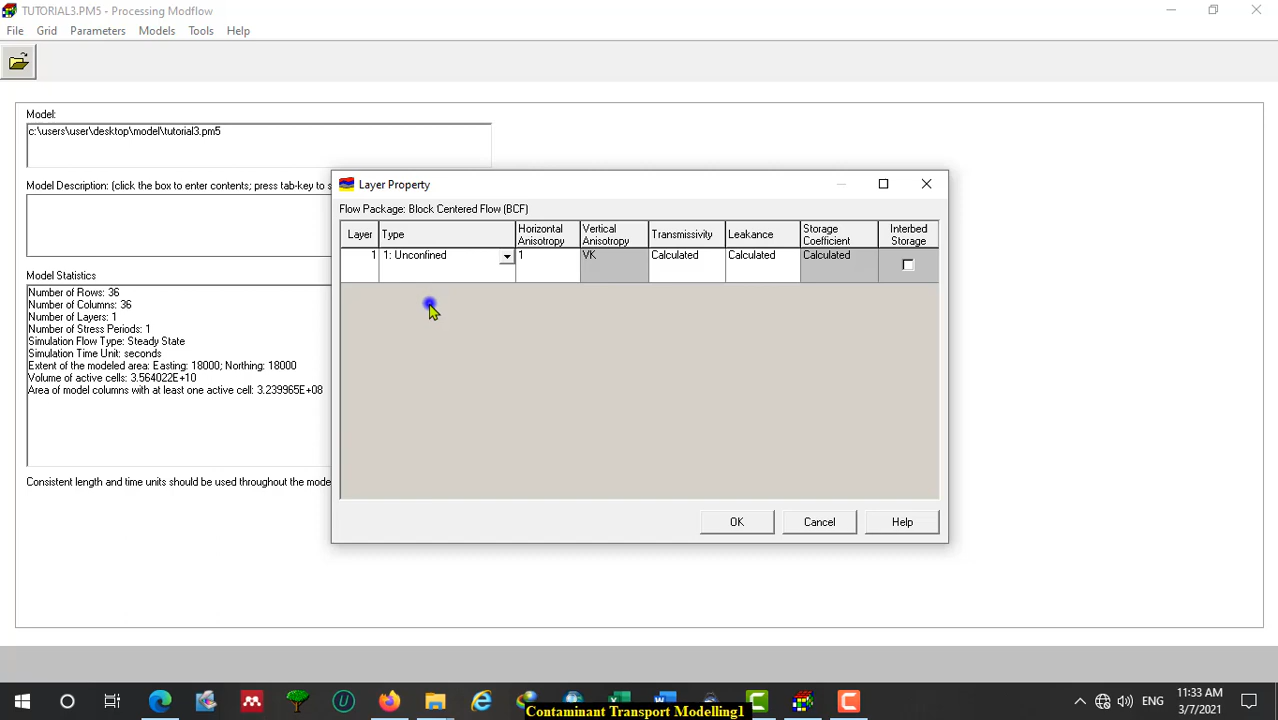 TUTORIAL3.PM5 - Processing Modflow
File Grid Parameters Models Tools Help
Model:
c:\users\user\desktop\model\tutorial3.pm5
Model Description: (click the box to enter contents; press tab-key to s
Model Statistics
Number of Rows: 36
Number of Columns: 36
Number of Layers: 1
Number of Stress Periods: 1
Simulation Flow Type: Steady State
Simulation Time Unit: seconds
Extent of the modeled area: Easting: 18000; Northing: 18000
Volume of active cells: 3.564022E+10
Area of model columns with at least one active cell: 3.239965E+08
Consistent length and time units should be used throughout the mode
Layer Property
Flow Package: Block Centered Flow (BCF)
Layer Type Horizontal Anisotropy Vertical Anisotropy Transmissivity Leakance Storage Coefficient Interbed Storage
1 1: Unconfined 1 VK Calculated Calculated Calculated
OK Cancel Help
ENG
11:33 AM
3/7/2021
Contaminant Transport Modelling1